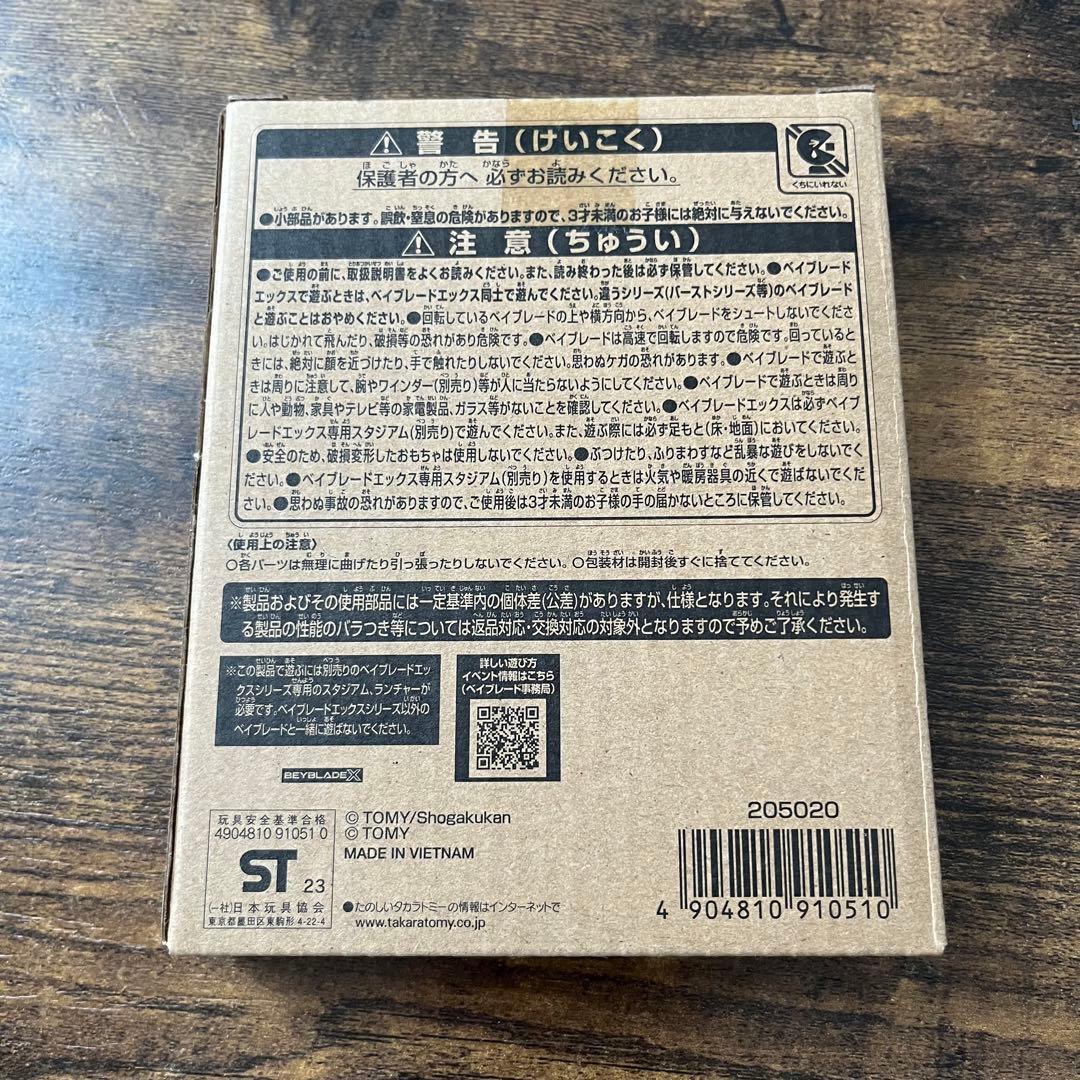 ⚠警 告(けいこく)
保護者の方へ 必ずお読みください。
くちにいれない
●小部品があります。誤飲・窒息の危険がありますので、3才未満のお子様には絶対に与えないでください。
⚠注 意(ちゅうい)
●ご使用の前に、取扱説明書をよくお読みください。また、読み終わった後は必ず保管してください。●ベイブレード
エックスで遊ぶときは、ベイブレードエックス同士で遊んでください。違うシリーズ(バーストシリーズ等)のベイブレード
と遊ぶことはおやめください。●回転しているベイブレードの上や横方向から、ベイブレードをシュートしないでくださ
い。はじかれて飛んだり、破損等の恐れがあり危険です。●ベイブレードは高速で回転しますので危険です。回っていると
きには、絶対に顔を近づけたり、手で触れたりしないでください。思わぬケガの恐れがあります。●ベイブレードで遊ぶと
きは周りに注意して、腕やワインダー(別売り)等が人に当たらないようにしてください。●ベイブレードで遊ぶときは周り
に人や動物、家具やテレビ等の家電製品、ガラス等がないことを確認してください。●ベイブレードエックスは必ずベイブ
レードエックス専用スタジアム(別売り)で遊んでください。また、遊ぶ際には必ず足もと(床・地面)においてください。
●安全のため、破損変形したおもちゃは使用しないでください。●ぶつけたり、ふりまわすなど乱暴な遊びをしないでくださ
い。●ベイブレードエックス専用スタジアム(別売り)を使用するときは火気や暖房器具の近くで遊ばないでくださ
い。●思わぬ事故の恐れがありますので、ご使用後は3才未満のお子様の手の届かないところに保管してください。
〈使用上の注意〉
○各パーツは無理に曲げたり引っ張ったりしないでください。○包装材は開封後すぐに捨ててください。
※製品およびその使用部品には一定基準内の個体差(公差)がありますが、仕様となります。それにより発生す
る製品の性能のバラつき等については返品対応・交換対応の対象外となりますので予めご了承ください。
※この製品で遊ぶには別売りのベイブレードエッ
クスシリーズ専用のスタジアム、ランチャーが
必要です。ベイブレードエックスシリーズ以外の
ベイブレードと一緒に遊ばないでください。
詳しい遊び方
イベント情報はこちら
(ベイブレード事務局)
BEYBLADE X
玩具安全基準合格
4904810 91051 0
ST 23
(一社)日本玩具協会
東京都墨田区東駒形 4-22-4
© TOMY/Shogakukan
© TOMY
MADE IN VIETNAM
●たのしいタカラトミーの情報はインターネットで
www.takaratomy.co.jp
205020
4 904810 910510